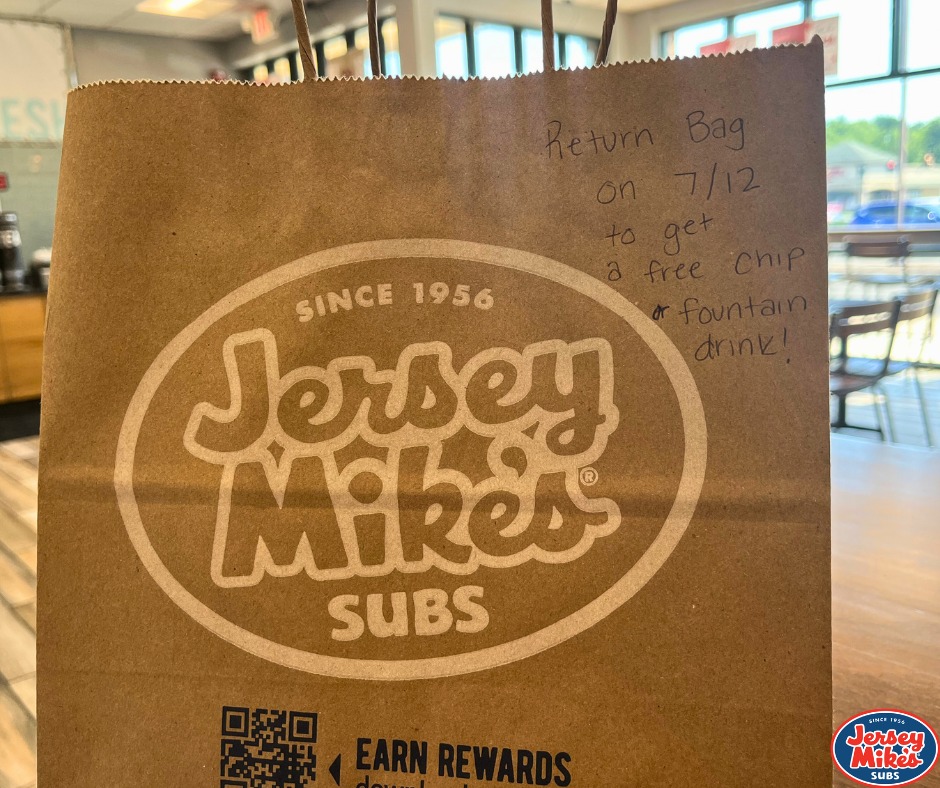 Return Bag
on 7/12
to get
a free chip
or fountain
drink!
SINCE 1956
Jersey
Mike's®
SUBS
EARN REWARDS
SINCE 1956
Jersey
Mike's
SUBS